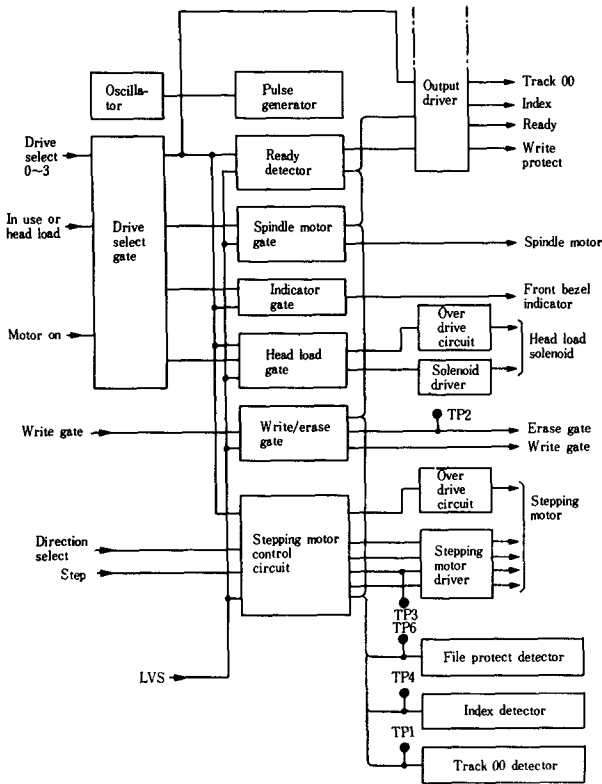 Oscilla-
tor
Pulse
generator
Output
driver
Track 00
Index
Ready
Write
protect
Drive
select
0~3
In use or
head load
Motor on
Drive
select
gate
Ready
detector
Spindle motor
gate
Spindle motor
Indicator
gate
Front bezel
indicator
Head load
gate
Over
drive
circuit
Solenoid
driver
Head load
solenoid
Write gate
Write/erase
gate
TP2
Erase gate
Write gate
Over
drive
circuit
Stepping
motor
Direction
select
Step
Stepping motor
control
circuit
Stepping
motor
driver
TP3
TP6
File protect detector
LVS
TP4
Index detector
TP1
Track 00 detector